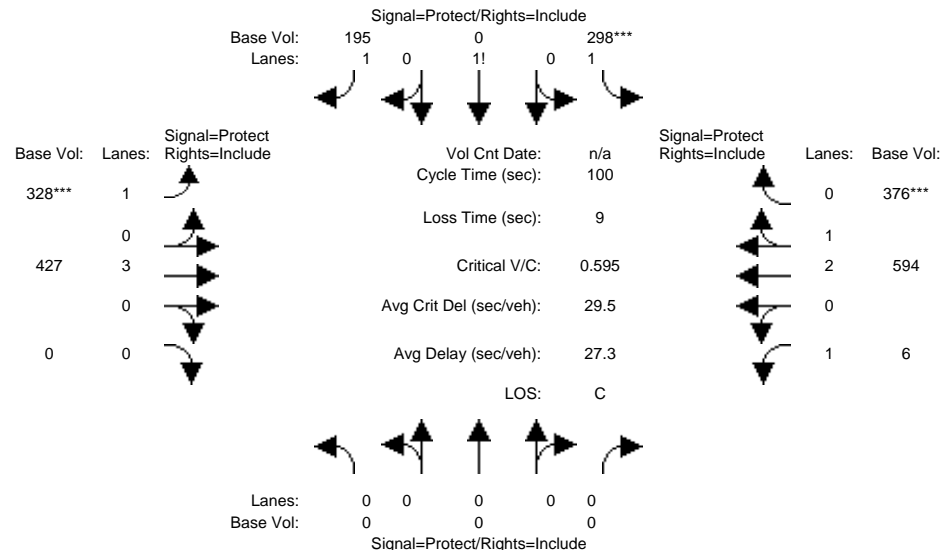 Signal=Protect/Rights=Include
Base Vol: 195 0 298***
Lanes: 1 0 1! 0 1
Signal=Protect
Base Vol: Lanes: Rights=Include
Vol Cnt Date: n/a
Signal=Protect
Rights=Include Lanes: Base Vol:
Cycle Time (sec): 100
328*** 1
0 376***
Loss Time (sec): 9
0
1
427 3
Critical V/C: 0.595
2 594
0
Avg Crit Del (sec/veh): 29.5
0
0 0
Avg Delay (sec/veh): 27.3
1 6
LOS: C
Lanes: 0 0 0 0 0
Base Vol: 0 0 0
Signal=Protect/Rights=Include